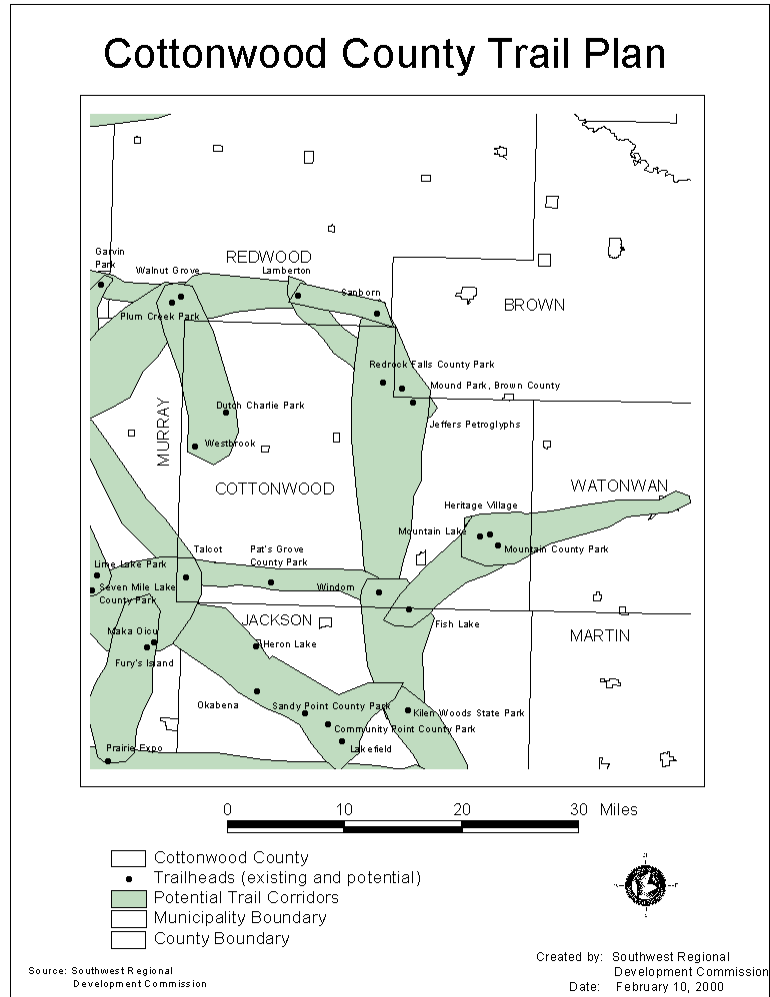 Cottonwood County Trail Plan
Garvin
Park
Walnut Grove
REDWOOD
Lamberton
Sanborn
BROWN
Plum Creek Park
Redrock Falls County Park
Mound Park, Brown County
Dutch Charlie Park
Jeffers Petroglyphs
MURRAY
Westbrook
COTTONWOOD
WATONWAN
Heritage Village
Mountain Lake
Mountain County Park
Talcot
Pat's Grove
County Park
Lime Lake Park
Seven Mile Lake
County Park
Windom
JACKSON
Fish Lake
MARTIN
Maka Oicu
Heron Lake
Fury's Island
Okabena
Sandy Point County Park
Kilen Woods State Park
Community Point County Park
Lakefield
Prairie Expo
0 10 20 30 Miles
Cottonwood County
Trailheads (existing and potential)
Potential Trail Corridors
Municipality Boundary
County Boundary
Source: Southwest Regional
Development Commission
Created by: Southwest Regional
Development Commission
Date: February 10, 2000